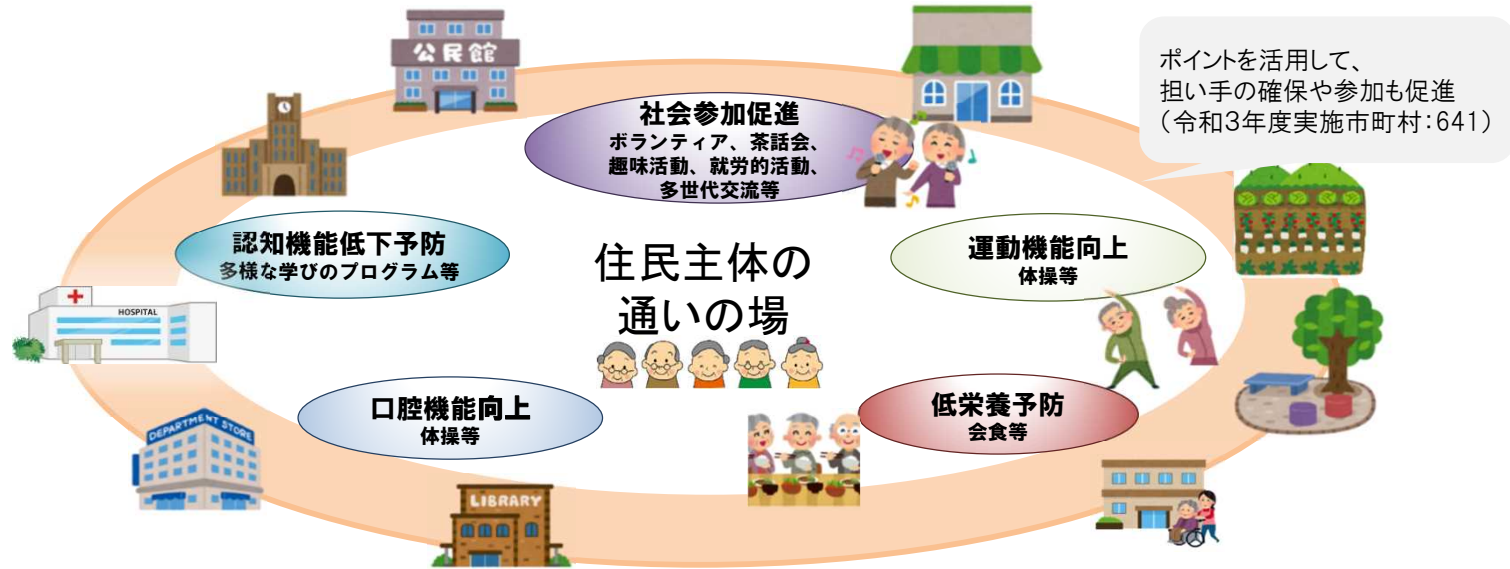 公民館
ポイントを活用して、
担い手の確保や参加も促進
（令和３年度実施市町村：641）
社会参加促進
ボランティア、茶話会、
趣味活動、就労的活動、
多世代交流等
認知機能低下予防
多様な学びのプログラム等
運動機能向上
体操等
住民主体の
通いの場
HOSPITAL
口腔機能向上
体操等
低栄養予防
会食等
DEPARTMENT STORE
LIBRARY